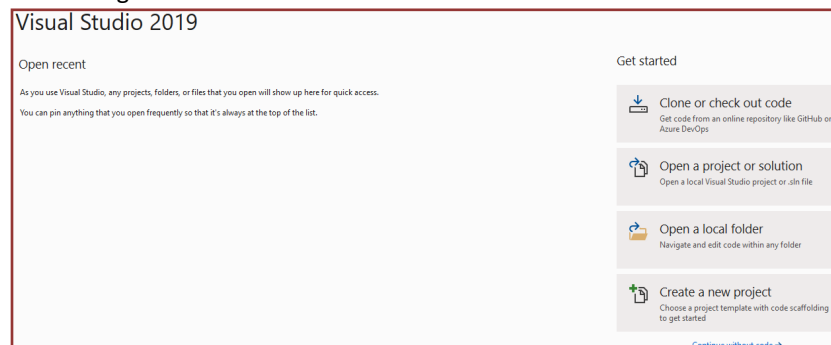 Visual Studio 2019
Open recent
As you use Visual Studio, any projects, folders, or files that you open will show up here for quick access.
You can pin anything that you open frequently so that it's always at the top of the list.
Get started
Clone or check out code
Get code from an online repository like GitHub or
Azure DevOps
Open a project or solution
Open a local Visual Studio project or .sln file
Open a local folder
Navigate and edit code within any folder
Create a new project
Choose a project template with code scaffolding
to get started
Continue without code →